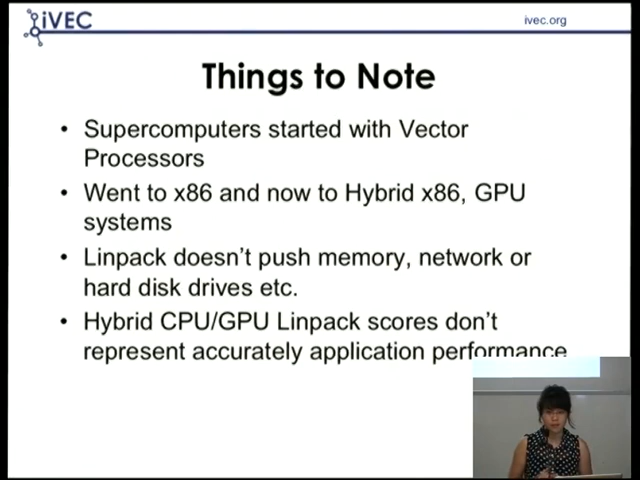 iVEC
ivec.org
Things to Note
• Supercomputers started with Vector
Processors
• Went to x86 and now to Hybrid x86, GPU
systems
• Linpack doesn't push memory, network or
hard disk drives etc.
• Hybrid CPU/GPU Linpack scores don't
represent accurately application performance